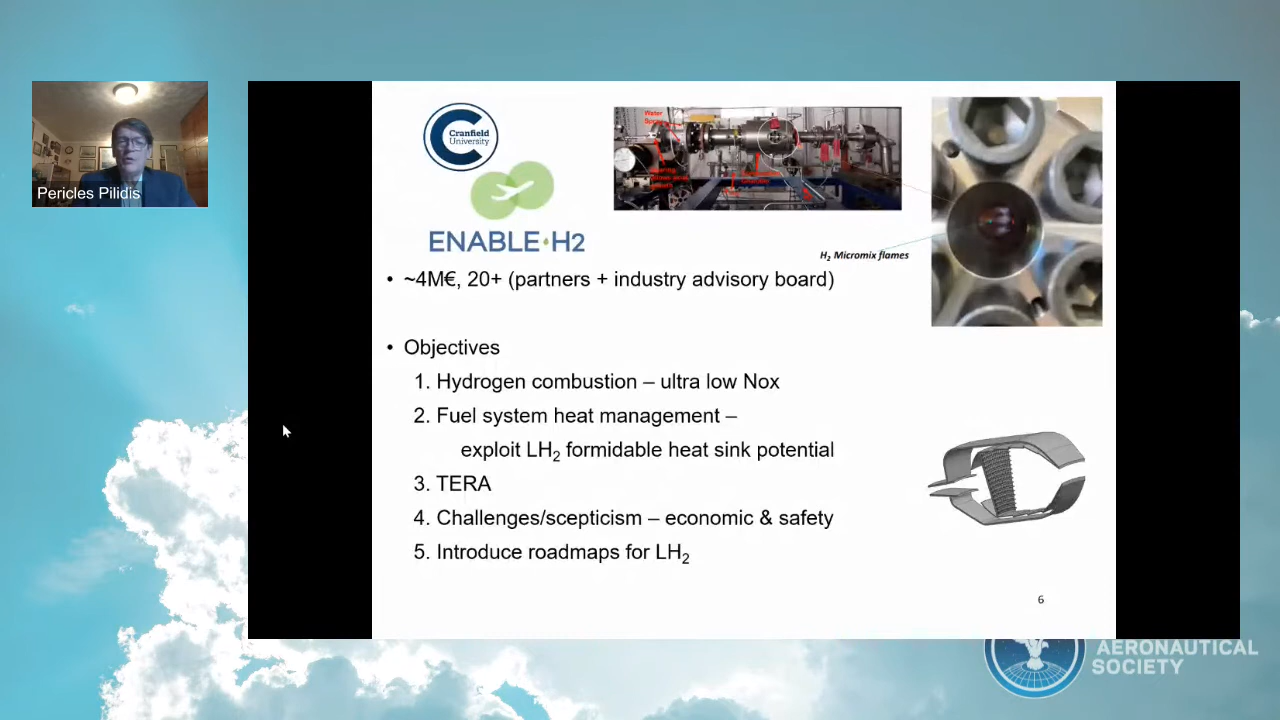 Pericles Pilidis
Cranfield
University
ENABLE H2
Water
H2 Micromix flames
• ~4M€, 20+ (partners + industry advisory board)
• Objectives
1. Hydrogen combustion – ultra low Nox
2. Fuel system heat management –
exploit LH2 formidable heat sink potential
3. TERA
4. Challenges/scepticism – economic & safety
5. Introduce roadmaps for LH2
6
AERONAUTICAL
SOCIETY